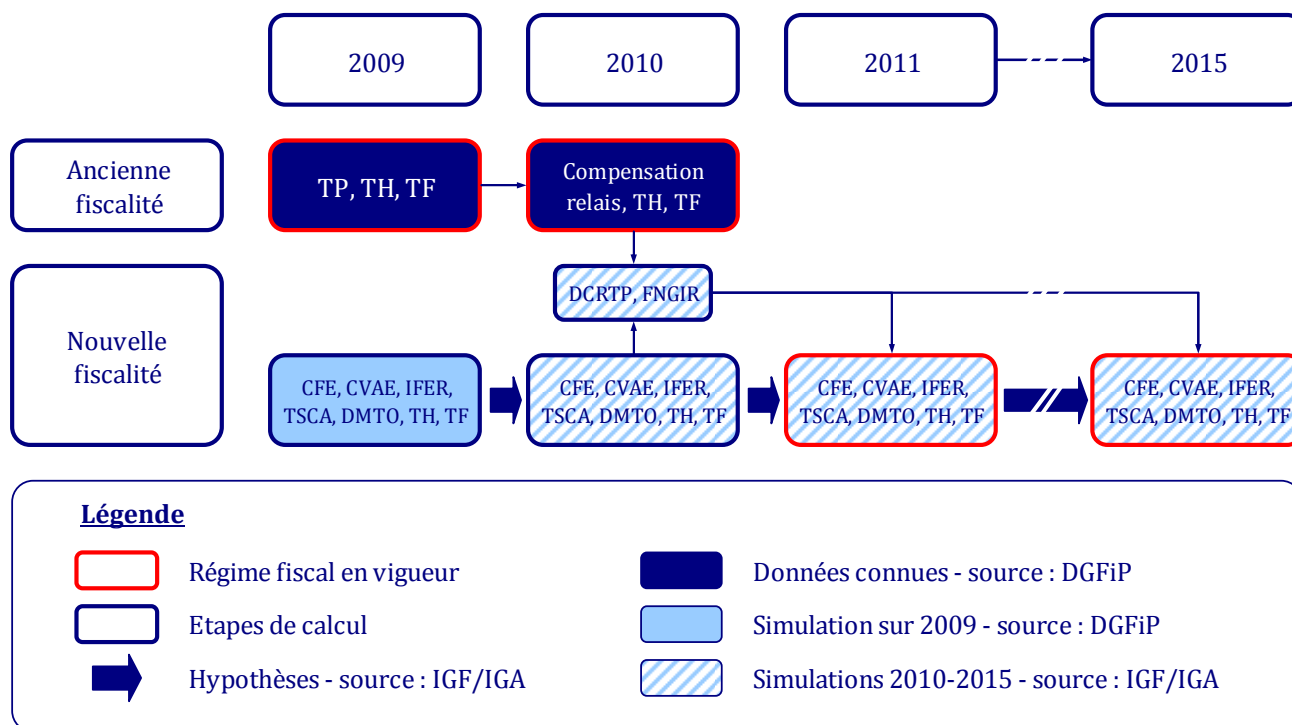 2009
2010
2011
2015
Ancienne
fiscalité
TP, TH, TF
Compensation
relais, TH, TF
DCRTP, FNGIR
Nouvelle
fiscalité
CFE, CVAE, IFER,
TSCA, DMTO, TH, TF
CFE, CVAE, IFER,
TSCA, DMTO, TH, TF
CFE, CVAE, IFER,
TSCA, DMTO, TH, TF
CFE, CVAE, IFER,
TSCA, DMTO, TH, TF
Légende
Régime fiscal en vigueur
Etapes de calcul
Hypothèses - source : IGF/IGA
Données connues - source : DGFiP
Simulation sur 2009 - source : DGFiP
Simulations 2010-2015 - source : IGF/IGA